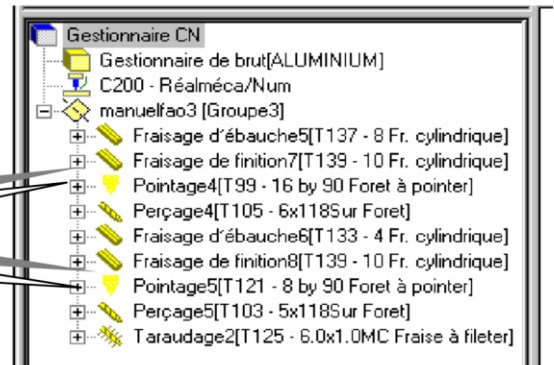 Gestionnaire CN
Gestionnaire de brut[ALUMINIUM]
C200 - Réalméca/Num
manuelfao3 [Groupe3]
Fraisage d'ébauche5[T137 - 8 Fr. cylindrique]
Fraisage de finition7[T139 - 10 Fr. cylindrique]
Pointage4[T99 - 16 by 90 Foret à pointer]
Perçage4[T105 - 6x118Sur Foret]
Fraisage d'ébauche6[T133 - 4 Fr. cylindrique]
Fraisage de finition8[T139 - 10 Fr. cylindrique]
Pointage5[T121 - 8 by 90 Foret à pointer]
Perçage5[T103 - 5x118Sur Foret]
Taraudage2[T125 - 6.0x1.0MC Fraise à fileter]